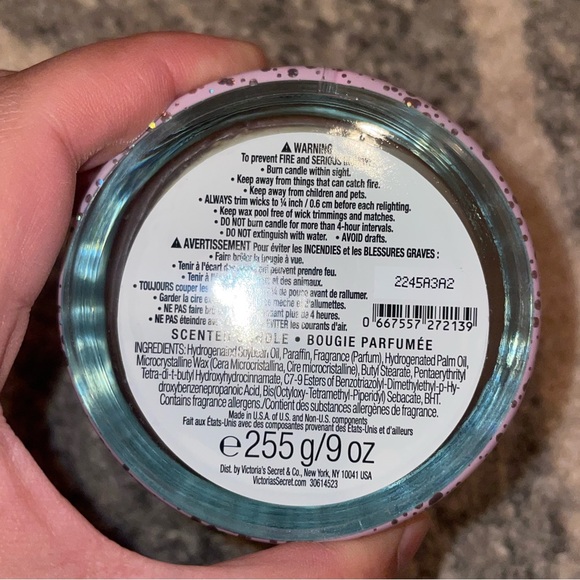 ⚠ WARNING
To prevent FIRE and SERIOUS
• Burn candle within sight.
• Keep away from things that can catch fire.
• Keep away from children and pets.
• ALWAYS trim wicks to ¼ inch / 0.6 cm before each relighting.
• Keep wax pool free of wick trimmings and matches.
• DO NOT burn candle for more than 4-hour intervals.
• DO NOT extinguish with water. • AVOID drafts.
⚠ AVERTISSEMENT Pour éviter les INCENDIES et les BLESSURES GRAVES :
• Faire brûler la bougie à vue.
• Tenir à l'écart peuvent prendre feu.
• Tenir à l'écart et des animaux.
• TOUJOURS couper les de pouce avant de rallumer.
• Garder la cire mèche et d'allumettes.
• NE PAS faire plus de 4 heures.
• NE PAS éteindre ÉVITER les courants d'air.
2245A3A2
0 667557 272139
SCENTED CANDLE • BOUGIE PARFUMÉE
INGREDIENTS: Hydrogenated Soybean Oil, Paraffin, Fragrance (Parfum), Hydrogenated Palm Oil,
Microcrystalline Wax (Cera Microcristallina, Cire microcristalline), Butyl Stearate, Pentaerythrityl
Tetra-di-t-butyl Hydroxyhydrocinnamate, C7-9 Esters of Benzotriazolyl-Dimethylethyl-p-Hy-
droxybenzenepropanoic Acid, Bis(Octyloxy-Tetramethyl-Piperidyl) Sebacate, BHT.
Contains fragrance allergens./Contient des substances allergènes de fragrance.
Made in U.S.A. of U.S. and Non-U.S. components
Fait aux États-Unis avec des composantes provenant des États-Unis et d'ailleurs
℮ 255 g/9 oz
Dist. by Victoria's Secret & Co., New York, NY 10041 USA
VictoriasSecret.com 30614523